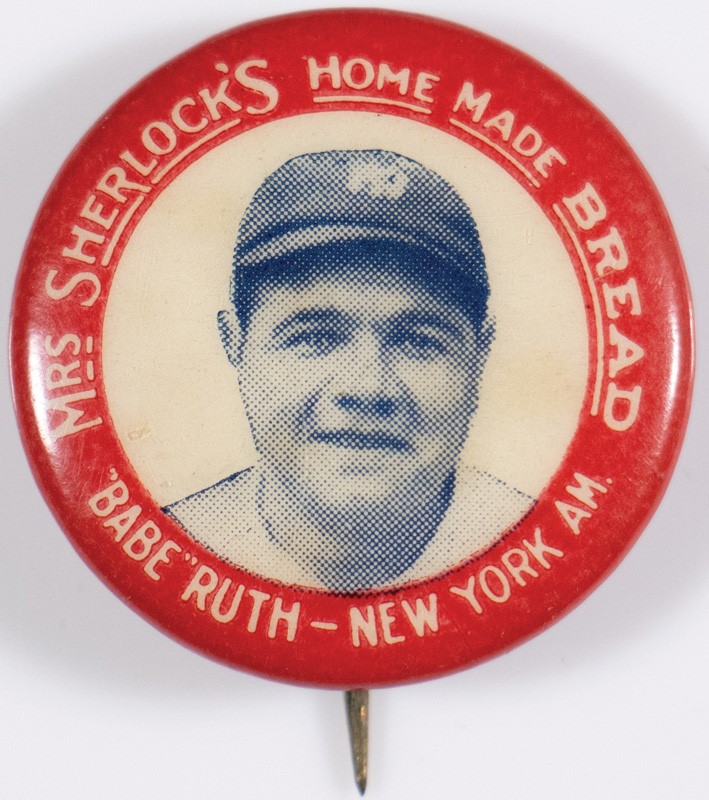 MRS SHERLOCK'S HOME MADE BREAD
"BABE" RUTH – NEW YORK AM.